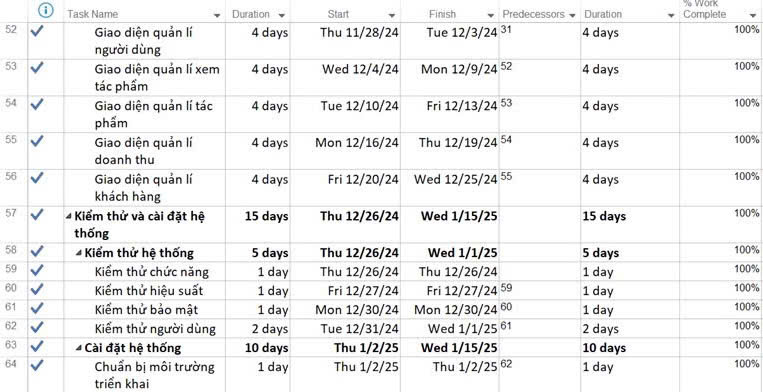 % Work
Task Name Duration Start Finish Predecessors Duration Complete
52 Giao diện quản lí 4 days Thu 11/28/24 Tue 12/3/24 31 4 days 100%
người dùng
53 Giao diện quản lí xem 4 days Wed 12/4/24 Mon 12/9/24 52 4 days 100%
tác phẩm
54 Giao diện quản lí tác 4 days Tue 12/10/24 Fri 12/13/24 53 4 days 100%
phẩm
55 Giao diện quản lí 4 days Mon 12/16/24 Thu 12/19/24 54 4 days 100%
doanh thu
56 Giao diện quản lí 4 days Fri 12/20/24 Wed 12/25/24 55 4 days 100%
khách hàng
57 Kiểm thử và cài đặt hệ 15 days Thu 12/26/24 Wed 1/15/25 15 days 100%
thống
58 Kiểm thử hệ thống 5 days Thu 12/26/24 Wed 1/1/25 5 days 100%
59 Kiểm thử chức năng 1 day Thu 12/26/24 Thu 12/26/24 1 day 100%
60 Kiểm thử hiệu suất 1 day Fri 12/27/24 Fri 12/27/24 59 1 day 100%
61 Kiểm thử bảo mật 1 day Mon 12/30/24 Mon 12/30/24 60 1 day 100%
62 Kiểm thử người dùng 2 days Tue 12/31/24 Wed 1/1/25 61 2 days 100%
63 Cài đặt hệ thống 10 days Thu 1/2/25 Wed 1/15/25 10 days 100%
64 Chuẩn bị môi trường 1 day Thu 1/2/25 Thu 1/2/25 62 1 day 100%
triển khai